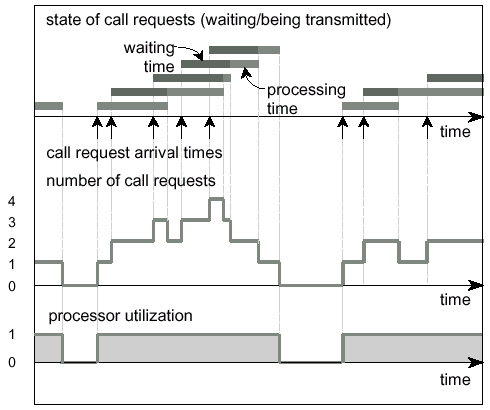 state of call requests (waiting/being transmitted)
waiting
time
processing
time
time
call request arrival times
number of call requests
4
3
2
1
0
time
processor utilization
1
0
time